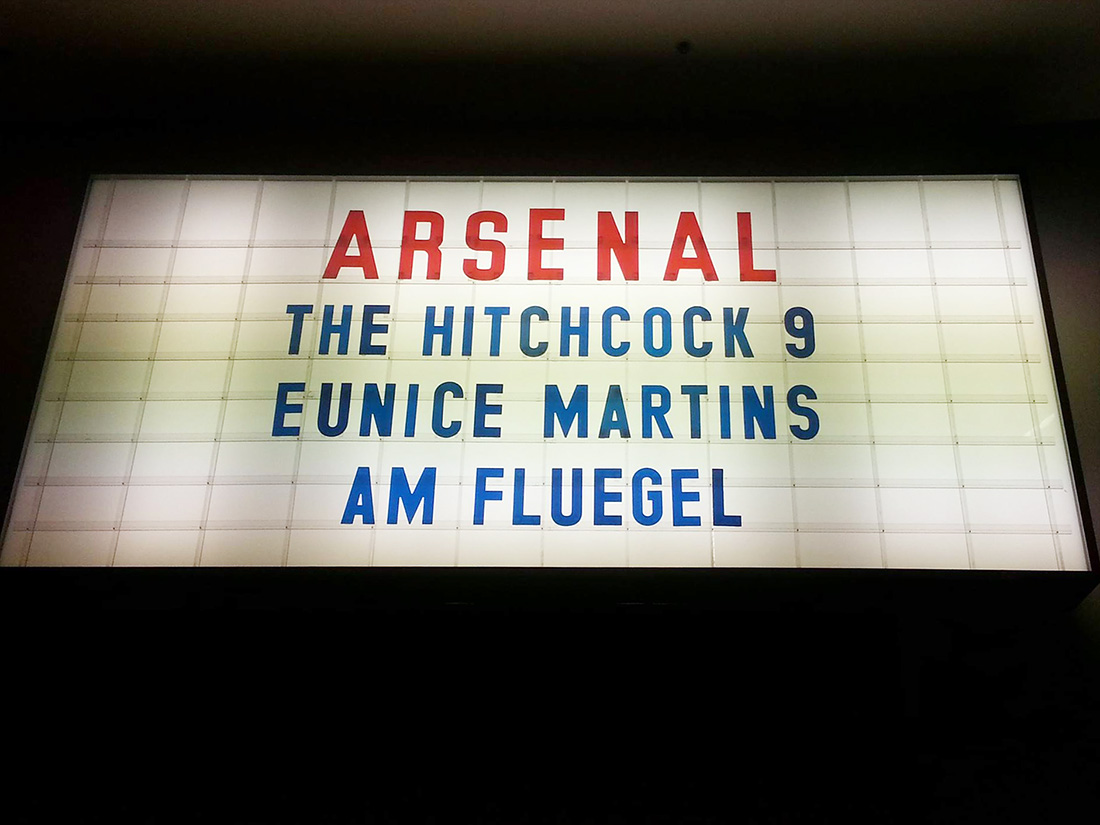 ARSENAL
THE HITCHCOCK 9
EUNICE MARTINS
AM FLUEGEL